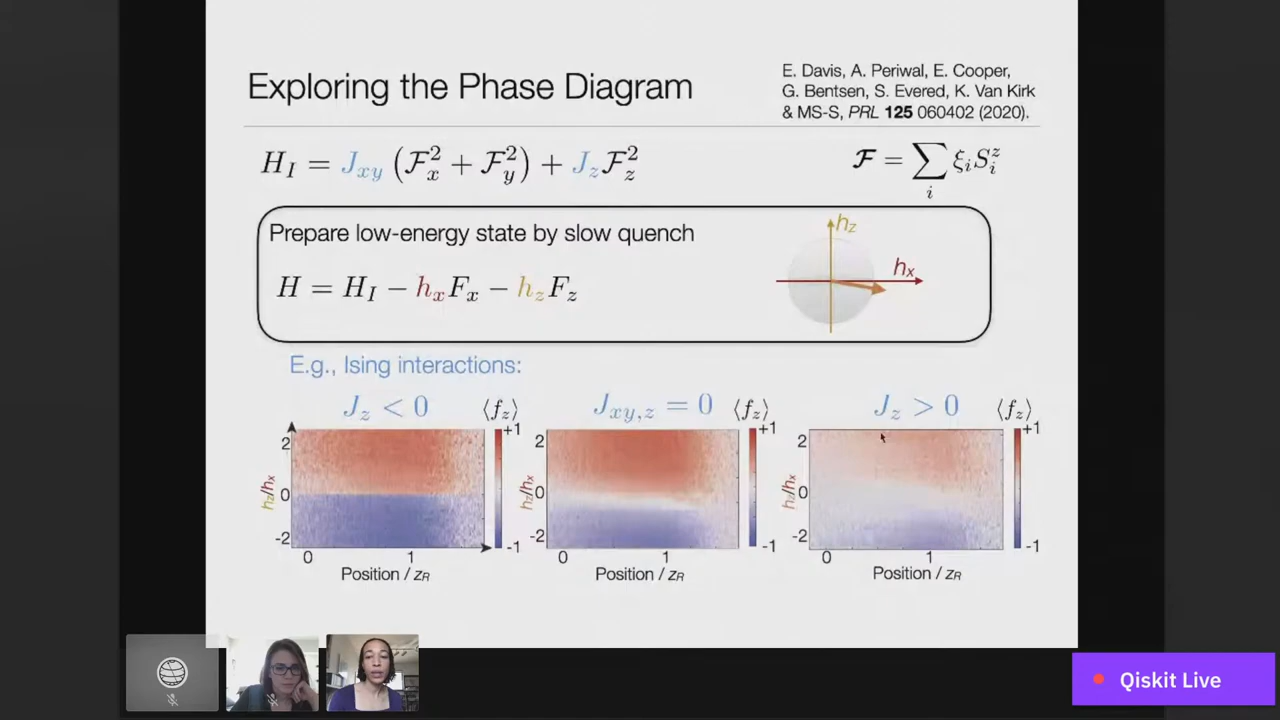 Exploring the Phase Diagram
E. Davis, A. Periwal, E. Cooper,
G. Bentsen, S. Evered, K. Van Kirk
& MS-S, PRL 125 060402 (2020).
H_I = J_{xy} (𝓕_x^2 + 𝓕_y^2) + J_z 𝓕_z^2
𝓕 = ∑_i ξ_i S_i^z
Prepare low-energy state by slow quench
H = H_I − h_x F_x − h_z F_z
h_z
h_x
E.g., Ising interactions:
J_z < 0
⟨f_z⟩
+1
2
0
-2
-1
h_z/h_x
0 1
Position / z_R
J_{xy,z} = 0
⟨f_z⟩
+1
2
0
-2
-1
h_z/h_x
0 1
Position / z_R
J_z > 0
⟨f_z⟩
+1
2
0
-2
-1
h_z/h_x
0 1
Position / z_R
Qiskit Live